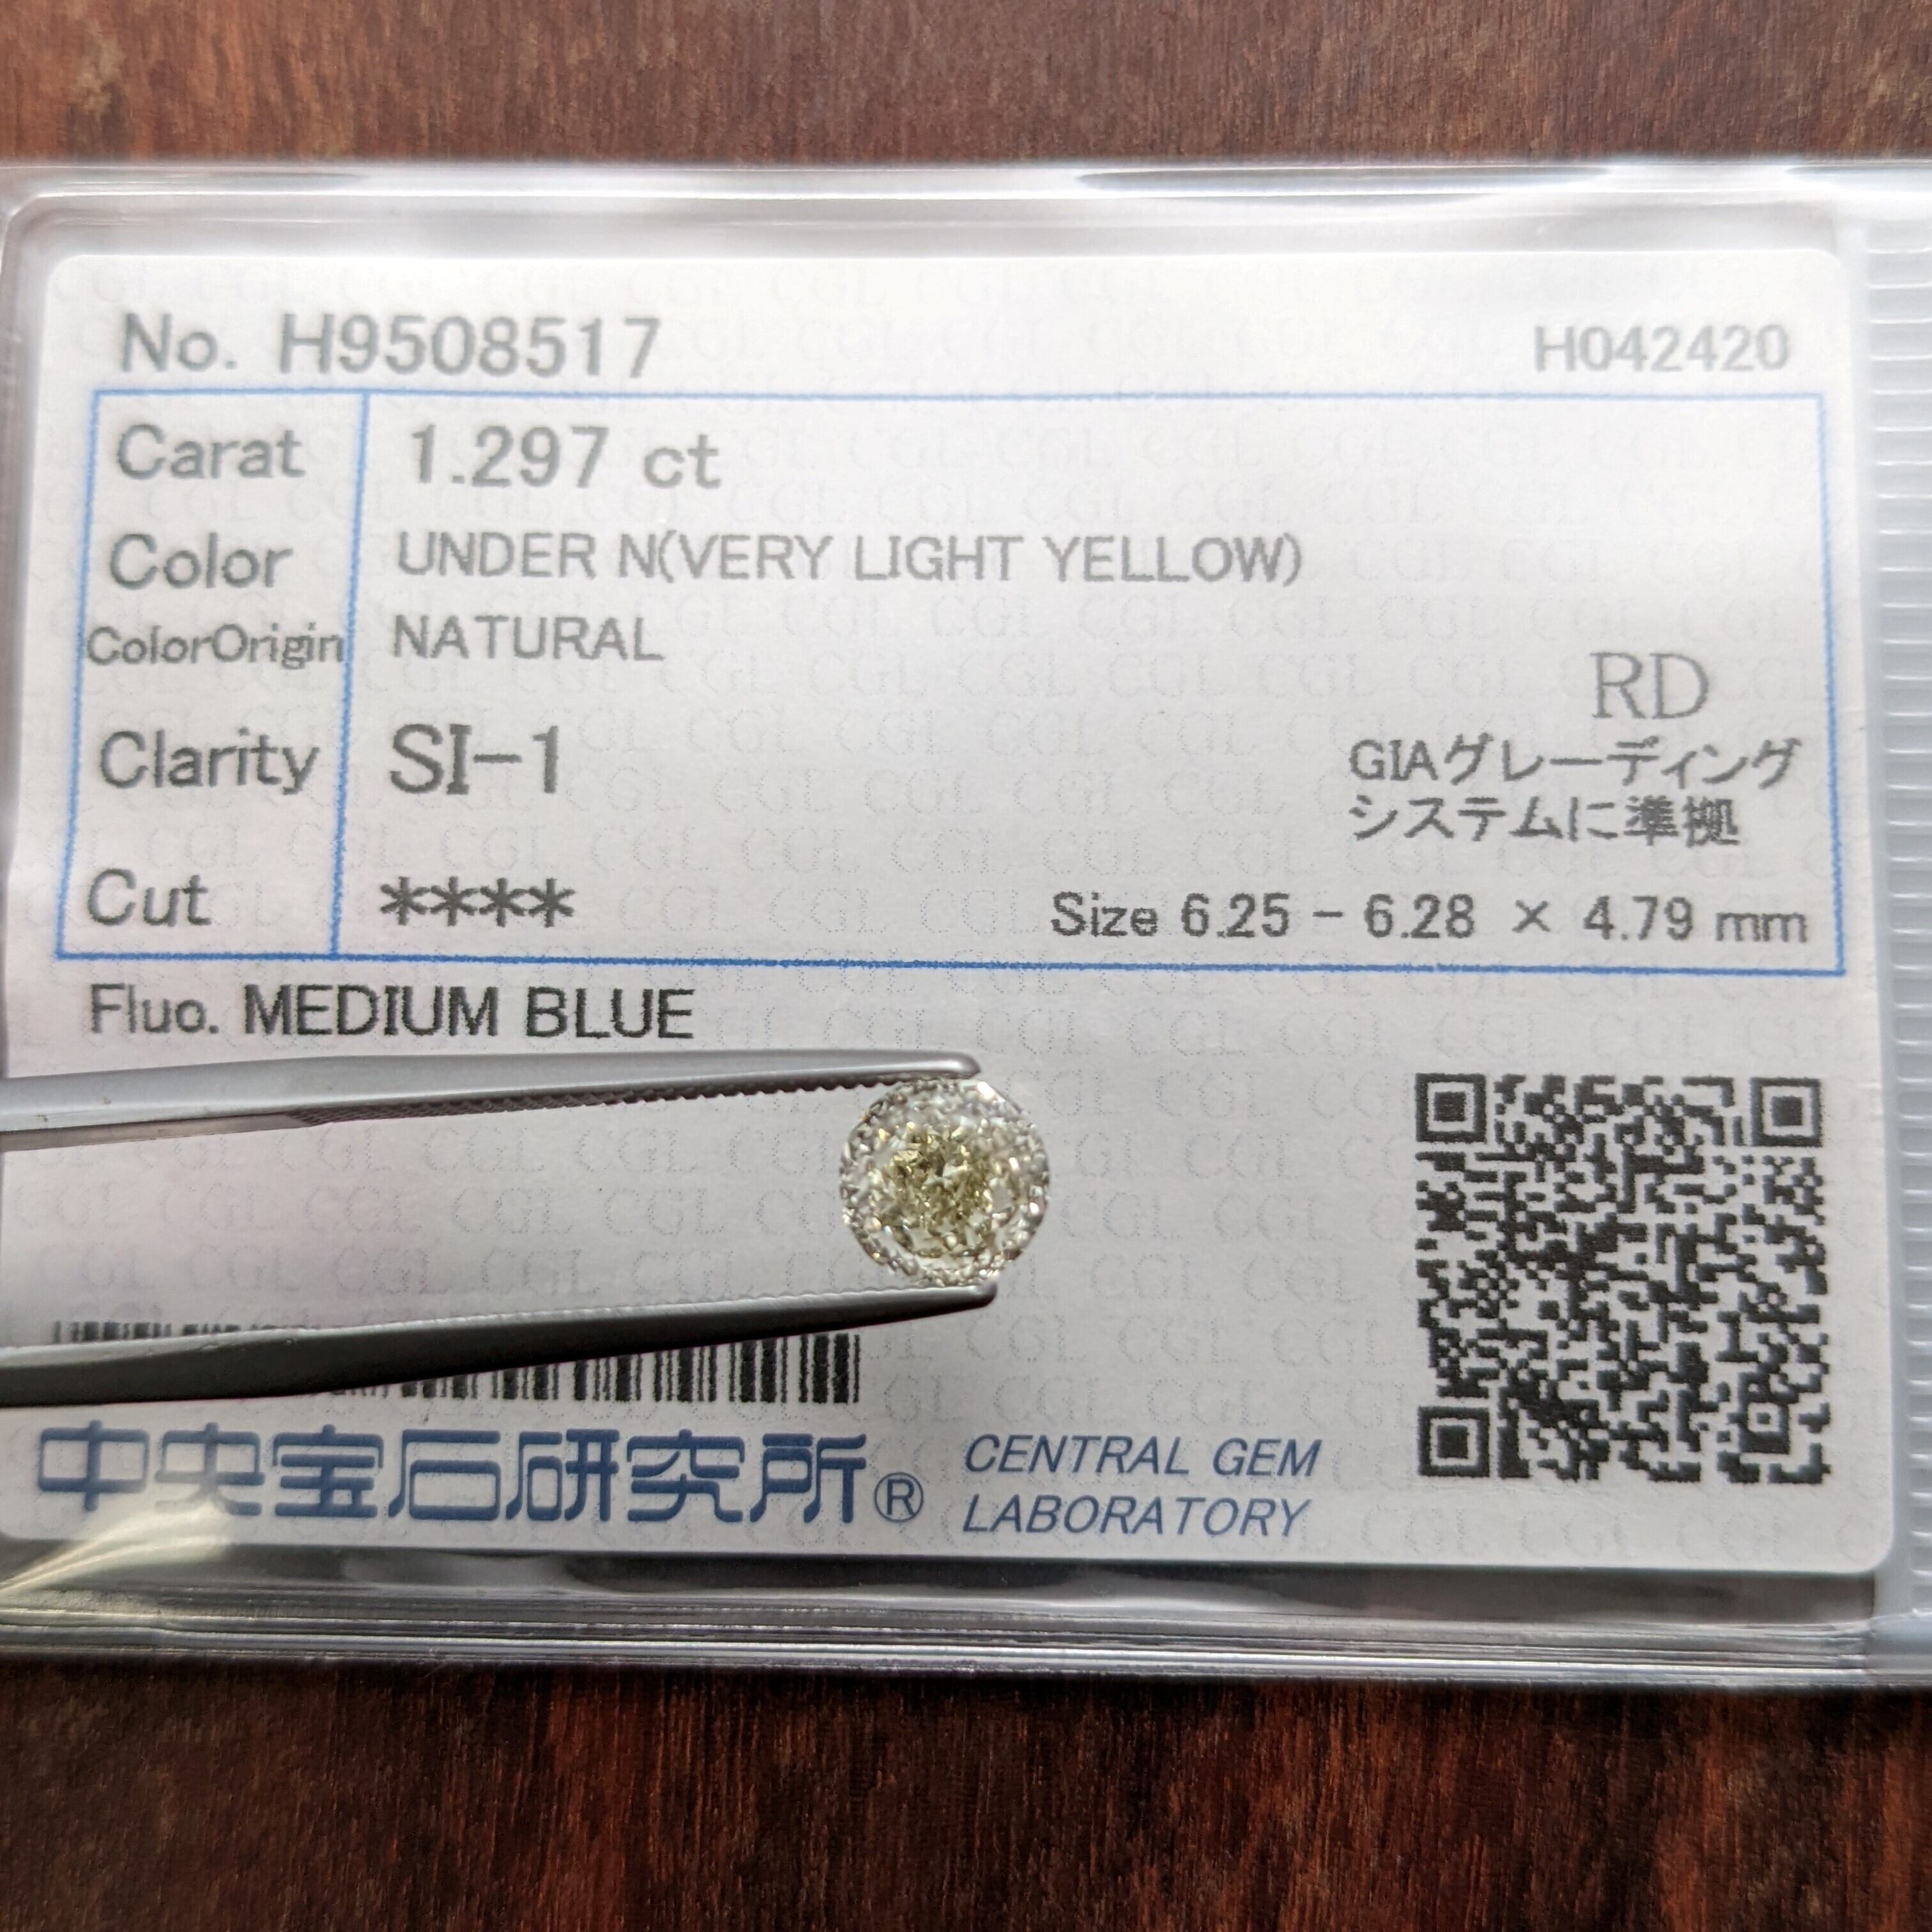 No. H9508517
H042420
Carat 1.297 ct
Color UNDER N(VERY LIGHT YELLOW)
ColorOrigin NATURAL
RD
Clarity SI-1
GIAグレーディング
システムに準拠
Cut ****
Size 6.25 - 6.28 × 4.79 mm
Fluo. MEDIUM BLUE
中央宝石研究所®
CENTRAL GEM
LABORATORY